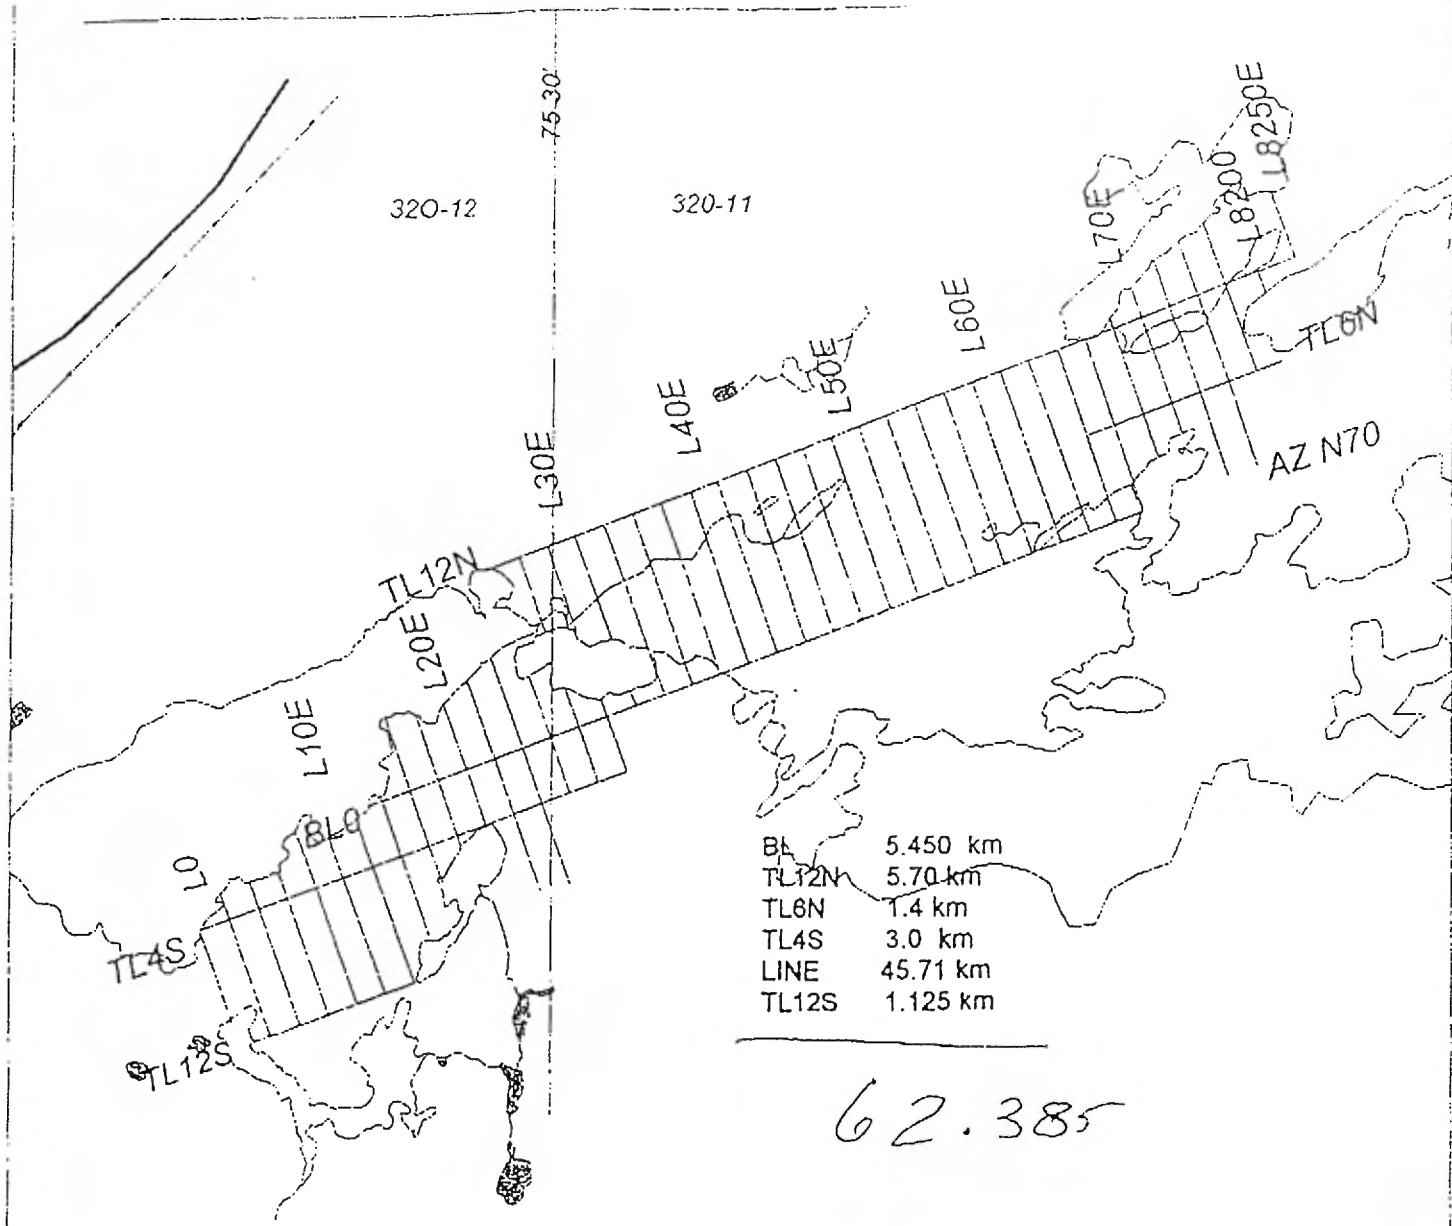 75-30'
32O-12
320-11
L8250E
L8200
L70E
L60E
L50E
L40E
L30E
TL6N
AZ N70
TL12N
L20E
L10E
BL0
L0
TL4S
TL12S
BL 5.450 km
TL12N 5.70 km
TL6N 1.4 km
TL4S 3.0 km
LINE 45.71 km
TL12S 1.125 km
62.385